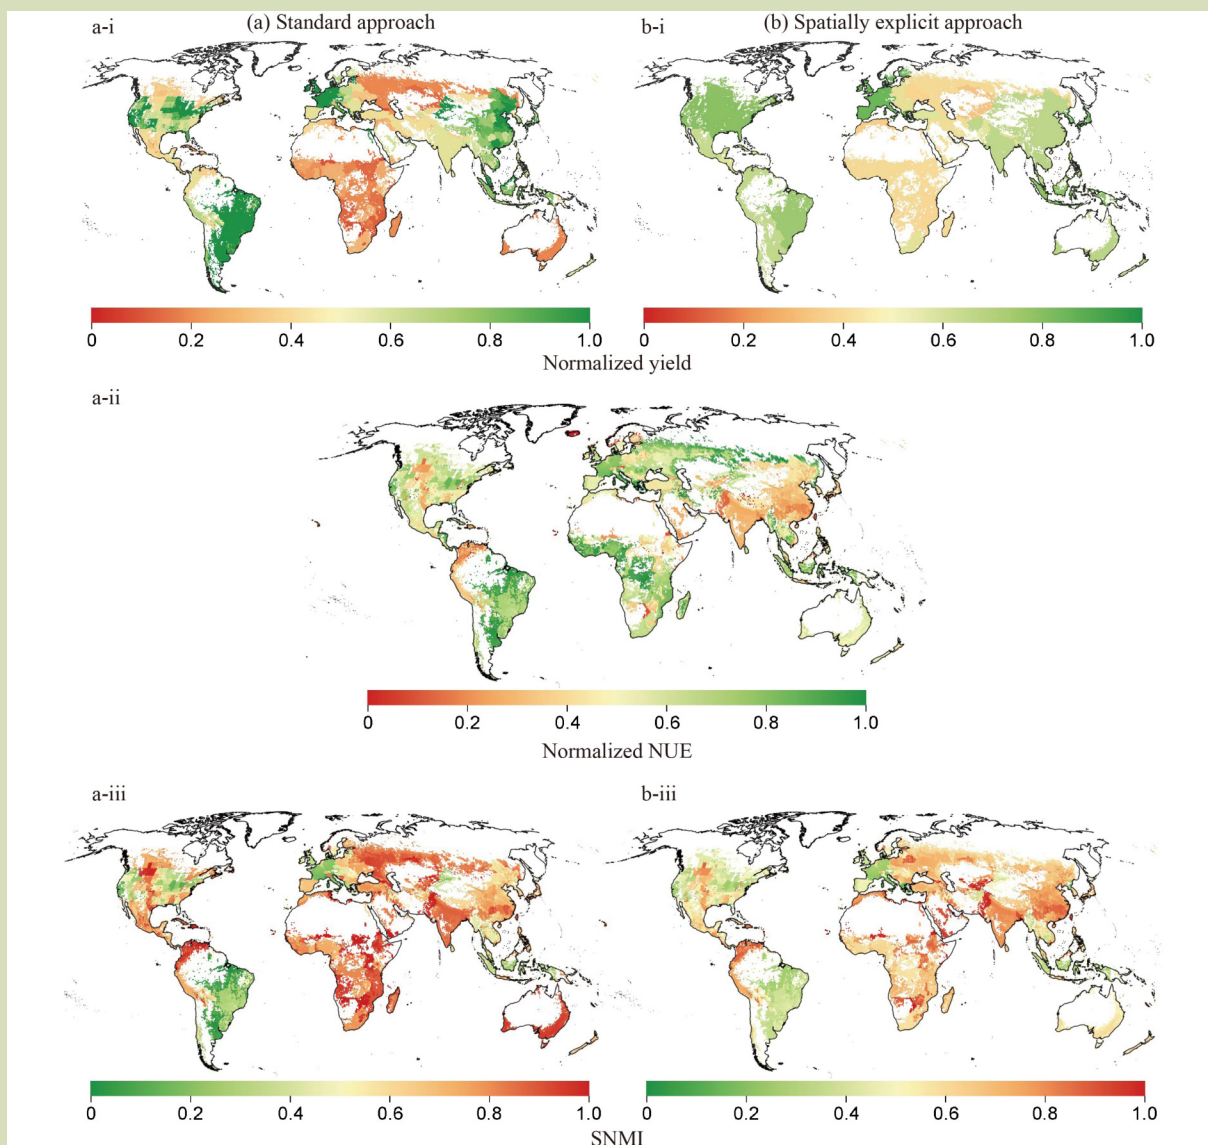 (a) Standard approach
(b) Spatially explicit approach
a-i
b-i
0 0.2 0.4 0.6 0.8 1.0
0 0.2 0.4 0.6 0.8 1.0
Normalized yield
a-ii
0 0.2 0.4 0.6 0.8 1.0
Normalized NUE
a-iii
b-iii
0 0.2 0.4 0.6 0.8 1.0
0 0.2 0.4 0.6 0.8 1.0
SNMI